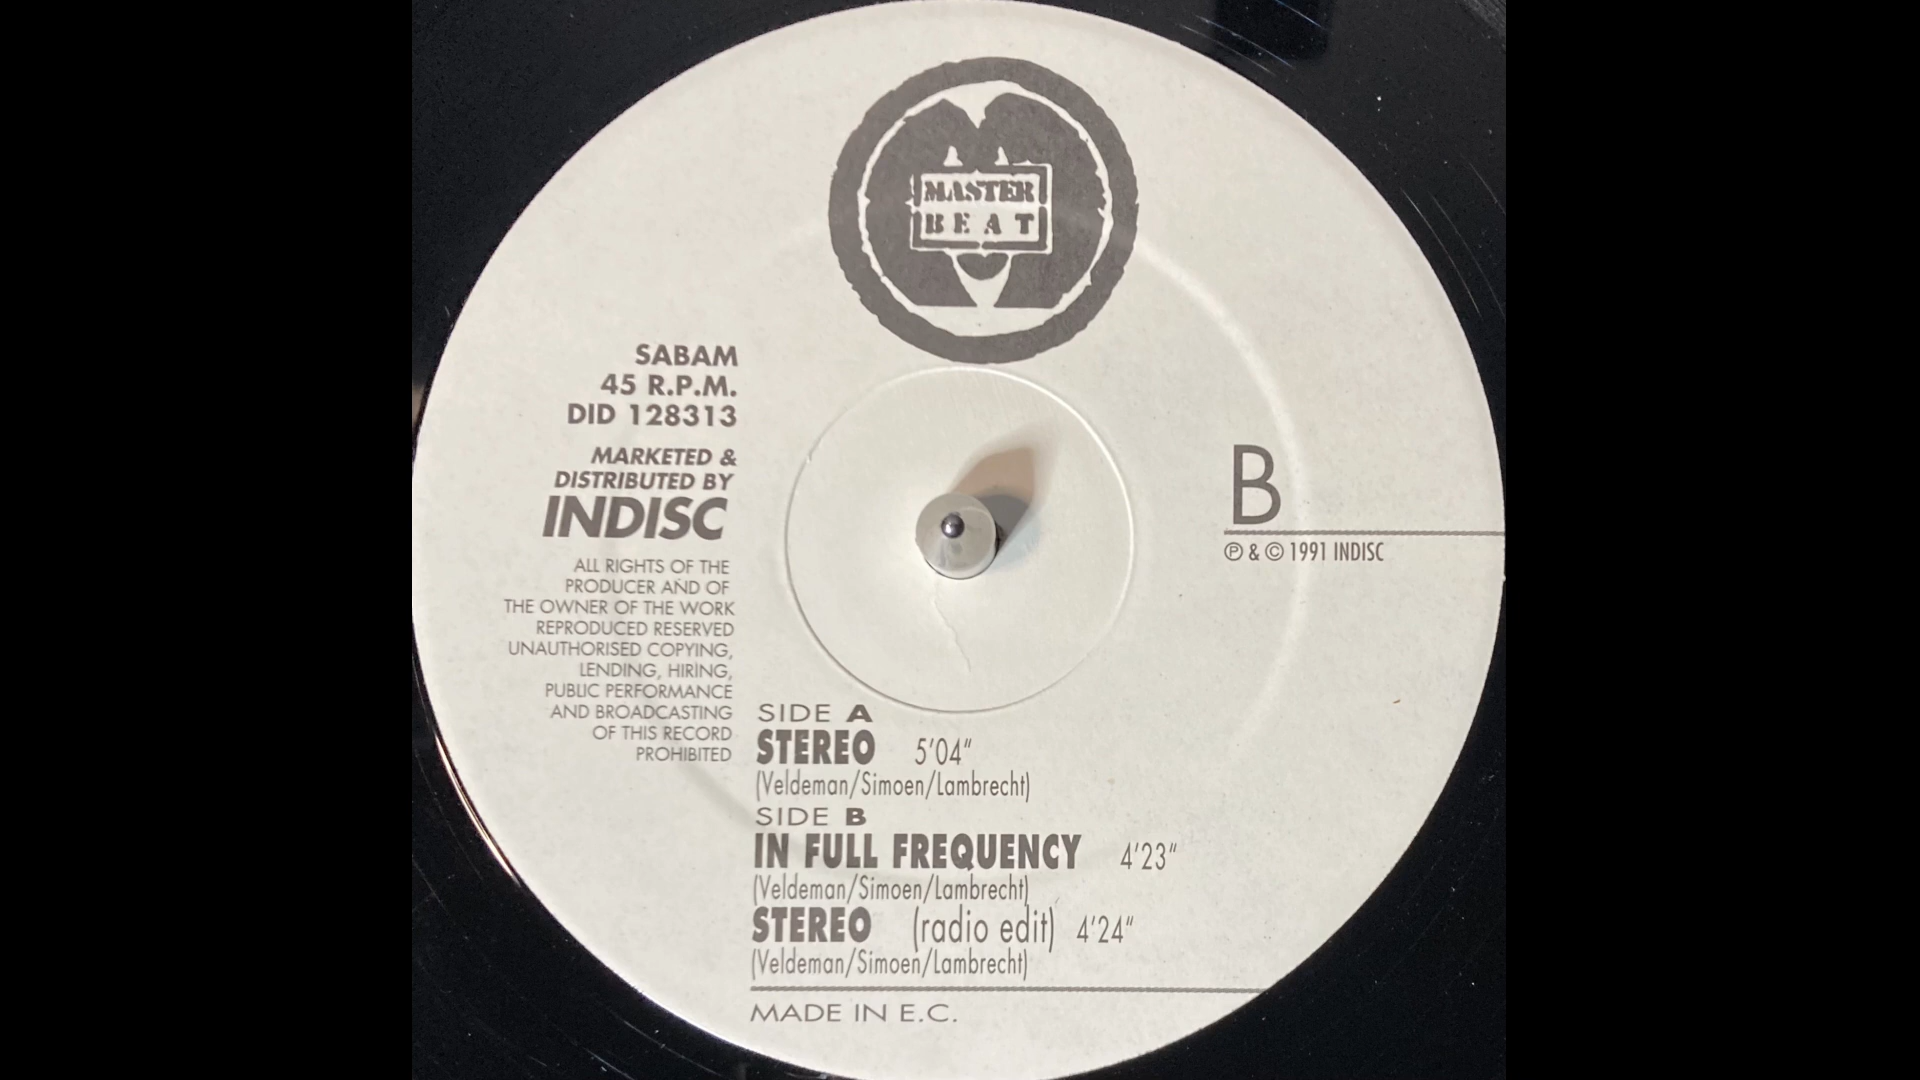 MASTER
BEAT
SABAM
45 R.P.M.
DID 128313
MARKETED &
DISTRIBUTED BY
INDISC
ALL RIGHTS OF THE
PRODUCER AND OF
THE OWNER OF THE WORK
REPRODUCED RESERVED
UNAUTHORISED COPYING,
LENDING, HIRING,
PUBLIC PERFORMANCE
AND BROADCASTING
OF THIS RECORD
PROHIBITED
B
℗ & © 1991 INDISC
SIDE A
STEREO 5'04"
(Veldeman/Simoen/Lambrecht)
SIDE B
IN FULL FREQUENCY 4'23"
(Veldeman/Simoen/Lambrecht)
STEREO (radio edit) 4'24"
(Veldeman/Simoen/Lambrecht)
MADE IN E.C.